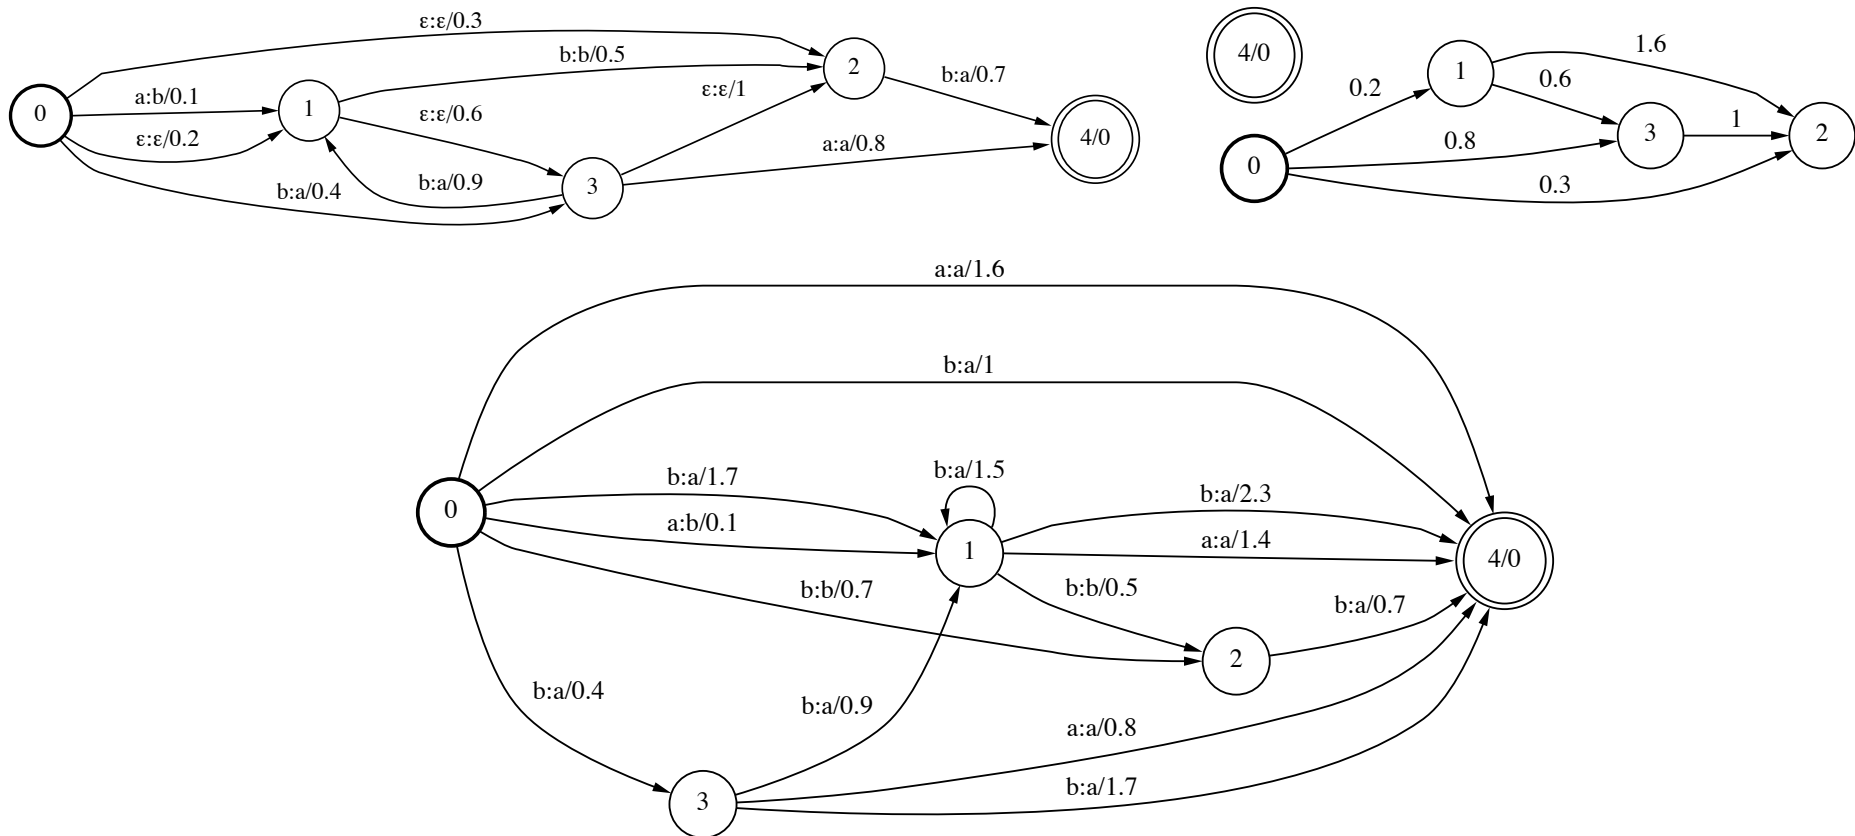 ε:ε/0.3
b:b/0.5
a:b/0.1
ε:ε/0.2
b:a/0.4
ε:ε/0.6
b:a/0.9
ε:ε/1
a:a/0.8
b:a/0.7
0
1
2
3
4/0
4/0
0
1
2
3
0.2
0.8
0.3
0.6
1.6
1
a:a/1.6
b:a/1
b:a/1.7
a:b/0.1
b:b/0.7
b:a/0.4
b:a/1.5
b:a/2.3
a:a/1.4
b:b/0.5
b:a/0.7
b:a/0.9
a:a/0.8
b:a/1.7
0
1
2
3
4/0